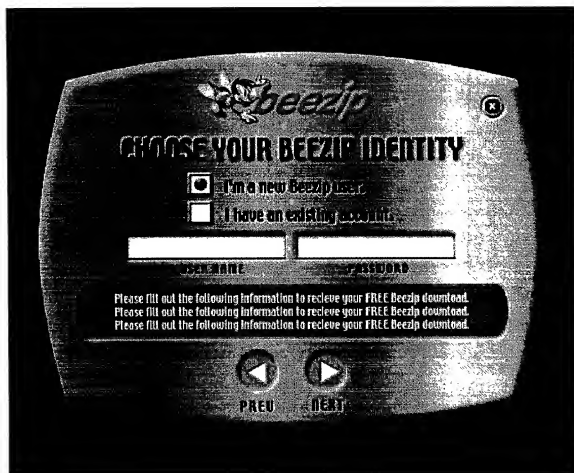 beezip
CHOOSE YOUR BEEZIP IDENTITY
I'm a new Beezip user.
I have an existing account.
USER NAME PASSWORD
Please fill out the following information to recieve your FREE Beezip download.
Please fill out the following information to recieve your FREE Beezip download.
Please fill out the following information to recieve your FREE Beezip download.
PREV NEXT